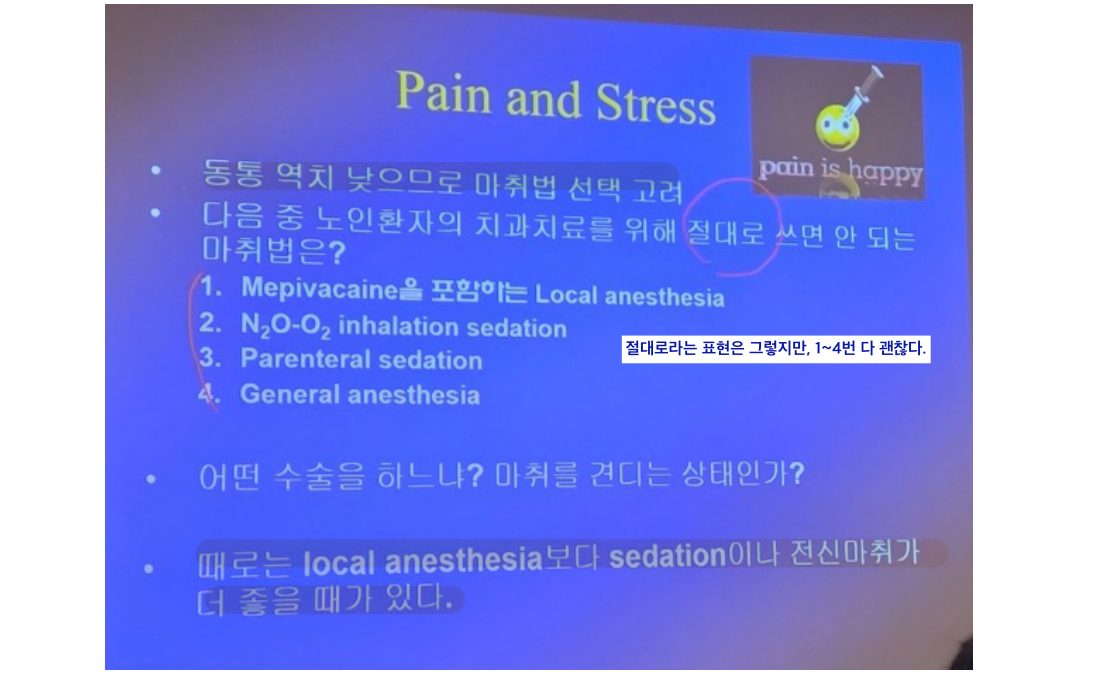 Pain and Stress
pain is happy
• 동통 역치 낮으므로 마취법 선택 고려
• 다음 중 노인환자의 치과치료를 위해 절대로 쓰면 안 되는
마취법은?
1. Mepivacaine을 포함하는 Local anesthesia
2. N₂O-O₂ inhalation sedation
3. Parenteral sedation
4. General anesthesia
절대로라는 표현은 그렇지만, 1~4번 다 괜찮다.
• 어떤 수술을 하느냐? 마취를 견디는 상태인가?
• 때로는 local anesthesia보다 sedation이나 전신마취가
더 좋을 때가 있다.